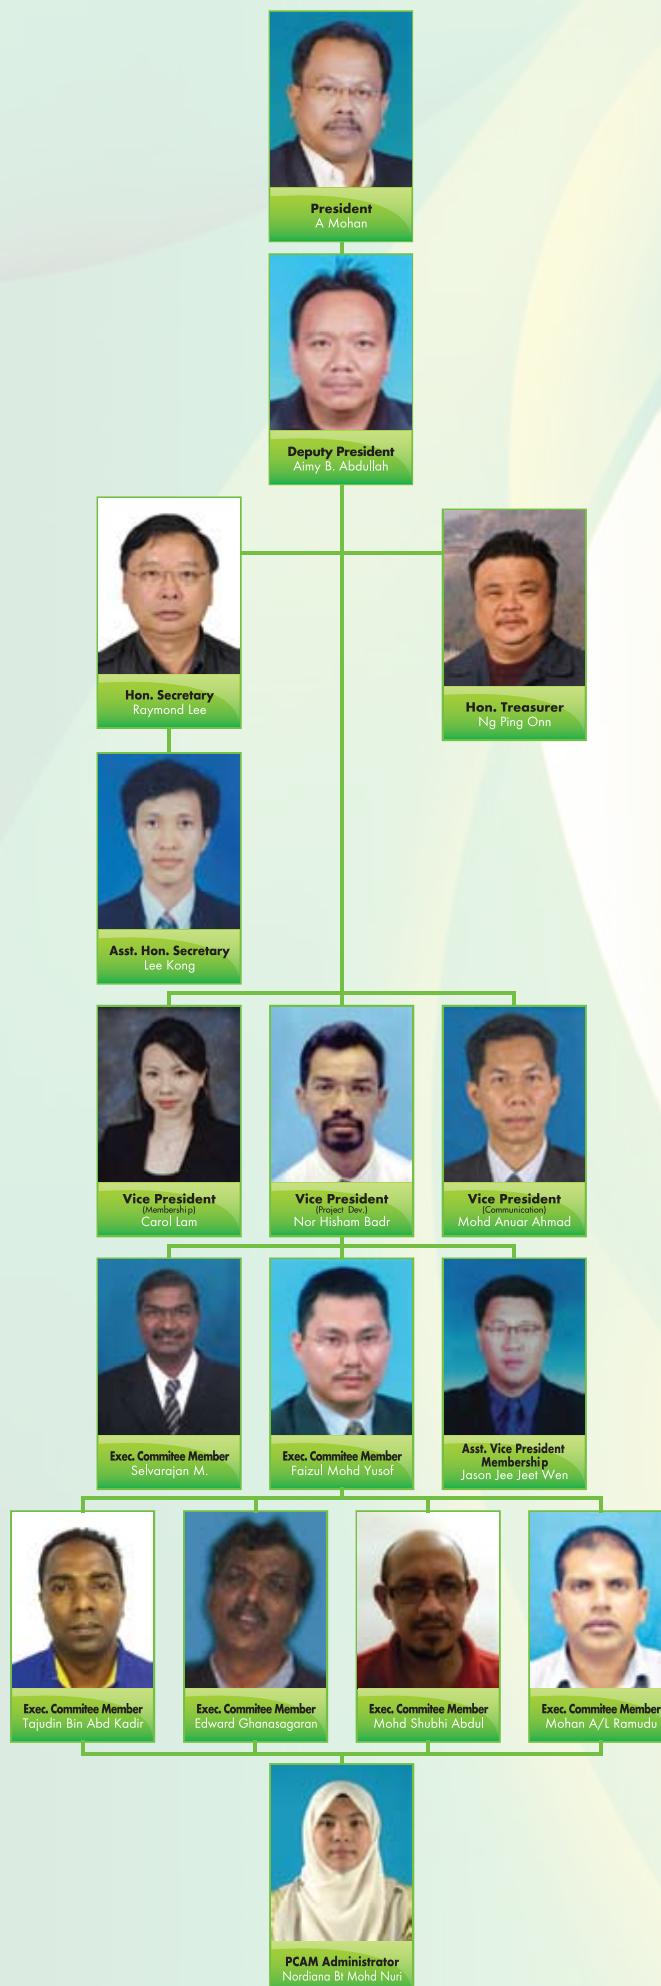 President
A Mohan
Deputy President
Aimy B. Abdullah
Hon. Secretary
Raymond Lee
Hon. Treasurer
Ng Ping Onn
Asst. Hon. Secretary
Lee Kong
Vice President
(Membership)
Carol Lam
Vice President
(Project Dev.)
Nor Hisham Badr
Vice President
(Communication)
Mohd Anuar Ahmad
Exec. Commitee Member
Selvarajan M.
Exec. Commitee Member
Faizul Mohd Yusof
Asst. Vice President
Membership
Jason Jee Jeet Wen
Exec. Commitee Member
Tajudin Bin Abd Kadir
Exec. Commitee Member
Edward Ghanasagaran
Exec. Commitee Member
Mohd Shubhi Abdul
Exec. Commitee Member
Mohan A/L Ramudu
PCAM Administrator
Nordiana Bt Mohd Nuri